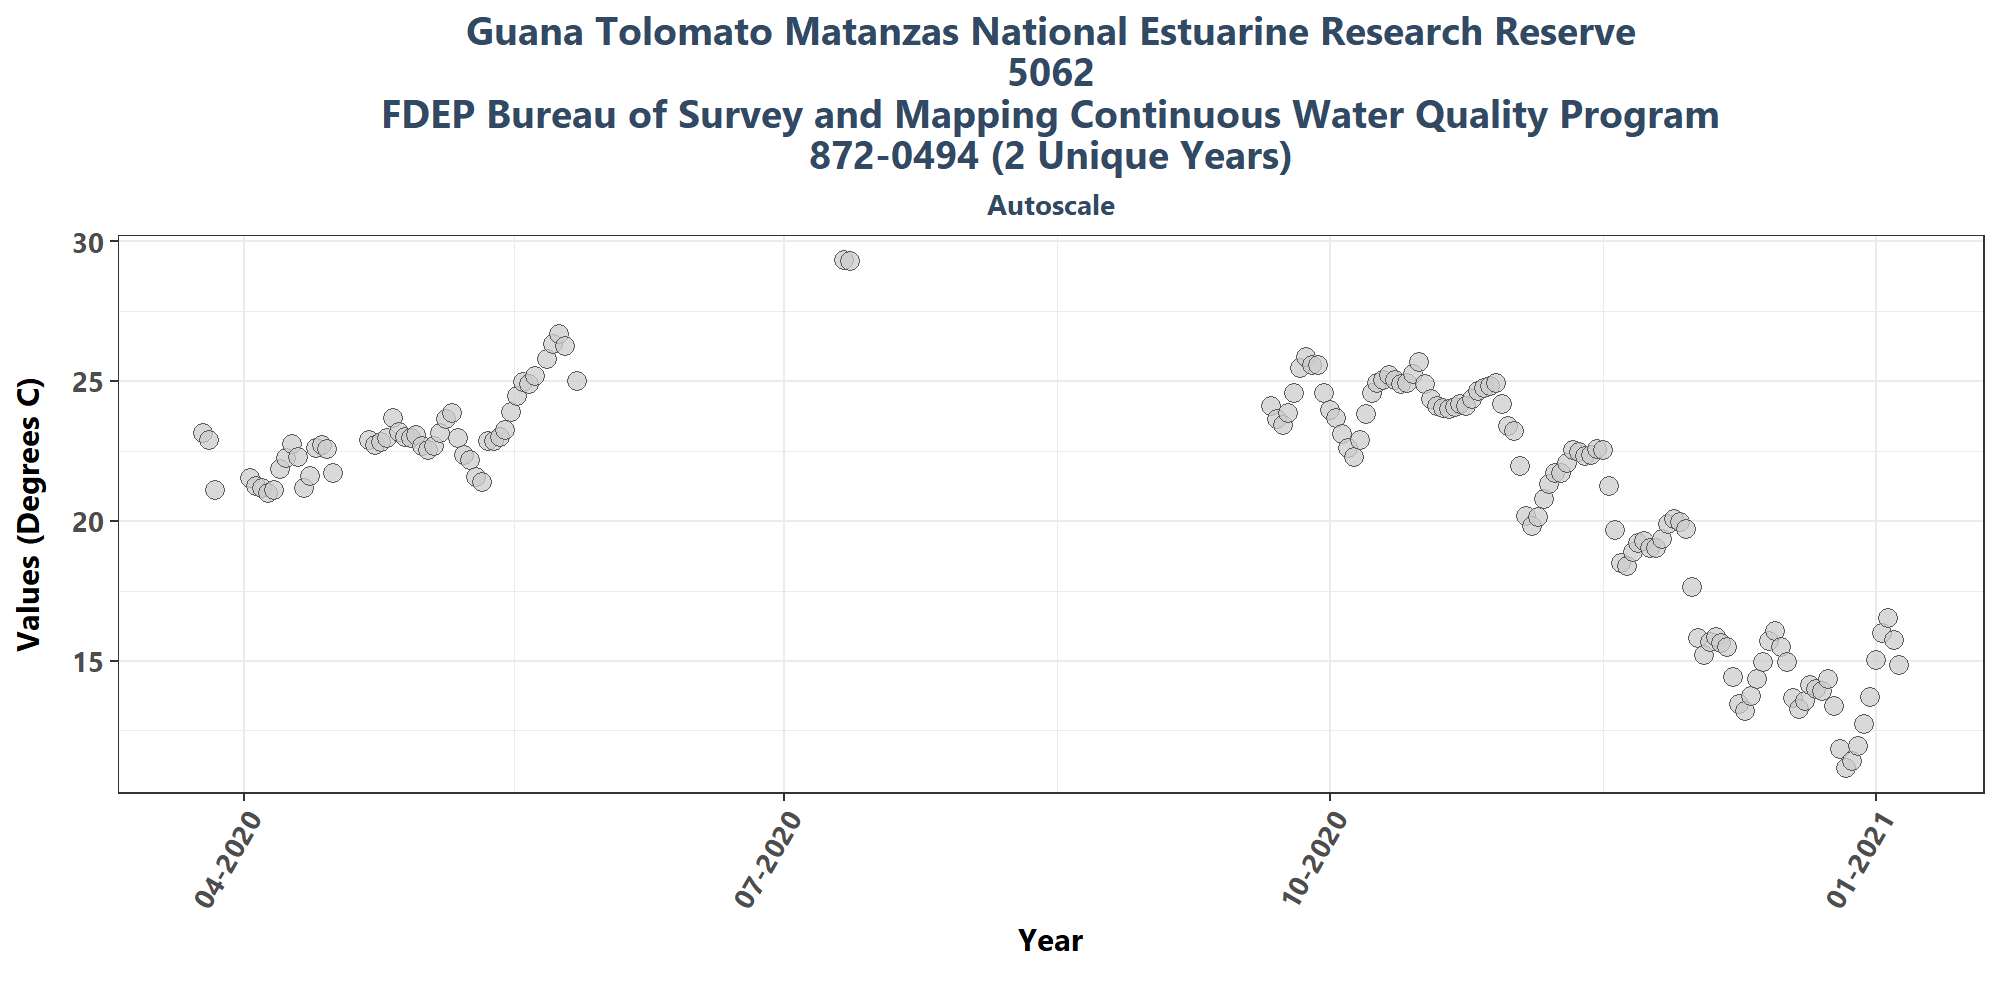 Guana Tolomato Matanzas National Estuarine Research Reserve
5062
FDEP Bureau of Survey and Mapping Continuous Water Quality Program
872-0494 (2 Unique Years)
Autoscale
Values (Degrees C)
30
25
20
15
04-2020
07-2020
10-2020
01-2021
Year